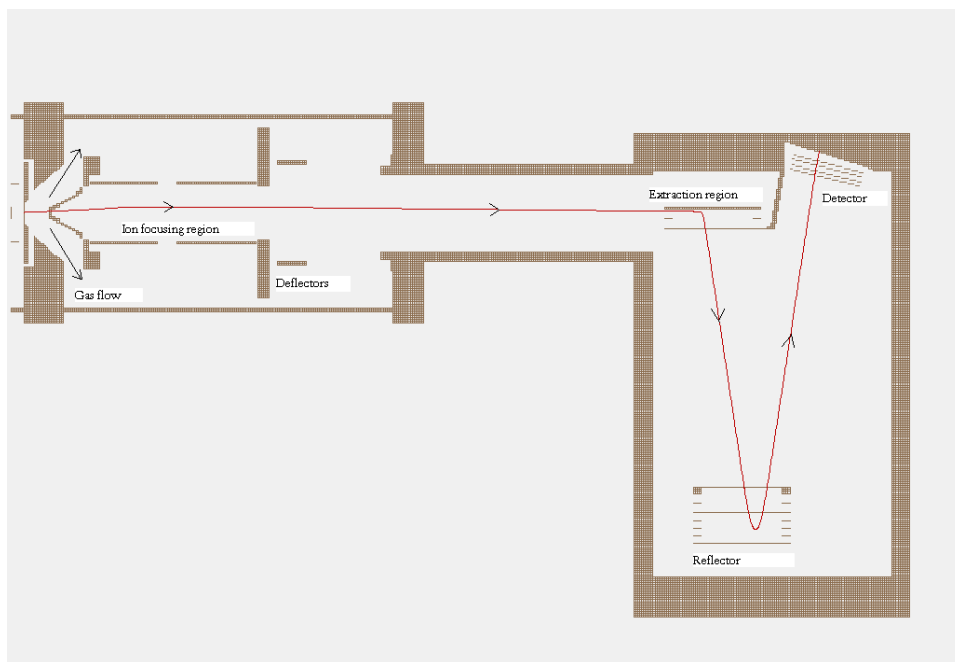 Extraction region
Detector
Ion focusing region
Deflectors
Gas flow
Reflector